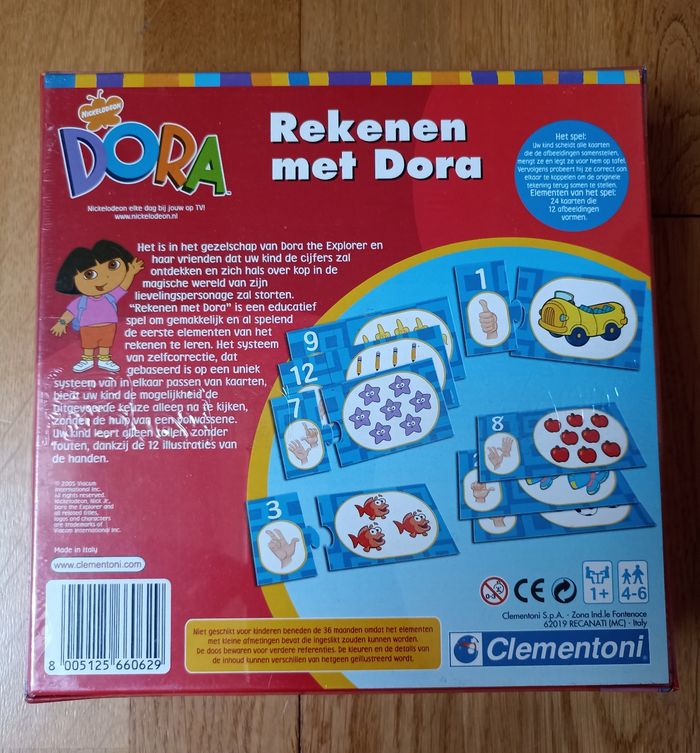 NICKELODEON
DORA™
Nickelodeon elke dag bij jouw op TV!
www.nickelodeon.nl
Rekenen
met Dora
Het spel:
Uw kind scheidt alle kaarten
die de afbeeldingen samenstellen,
mengt ze en legt ze voor hem op tafel.
Vervolgens probeert hij ze correct aan
elkaar te koppelen om de originele
tekening terug samen te stellen.
Elementen van het spel:
24 kaarten die
12 afbeeldingen
vormen.
Het is in het gezelschap van Dora the Explorer en
haar vrienden dat uw kind de cijfers zal
ontdekken en zich hals over kop in de
magische wereld van zijn
lievelingspersonage zal storten.
"Rekenen met Dora" is een educatief
spel om gemakkelijk en al spelend
de eerste elementen van het
rekenen te leren. Het systeem
van zelfcorrectie, dat
gebaseerd is op een uniek
systeem van in elkaar passen van kaarten,
biedt uw kind de mogelijkheid de
uitgevoerde keuze alleen na te kijken,
zonder de hulp van een volwassene.
Uw kind leert alleen tellen, zonder
fouten, dankzij de 12 illustraties van
de handen.
1
9
12
7
8
3
© 2005 Viacom
International Inc.
All rights reserved.
Nickelodeon, Nick Jr.,
Dora the Explorer and
all related titles,
logos and characters
are trademarks of
Viacom International Inc.
Made in Italy
www.clementoni.com
8 005125 660629
Niet geschikt voor kinderen beneden de 36 maanden omdat het elementen
met kleine afmetingen bevat die ingeslikt zouden kunnen worden.
De doos bewaren voor verdere referenties. De kleuren en de details van
de inhoud kunnen verschillen van hetgeen geïllustreerd wordt.
0-3
CE
1+
4-6
Clementoni S.p.A. - Zona Ind.le Fontenoce
62019 RECANATI (MC) - Italy
Clementoni